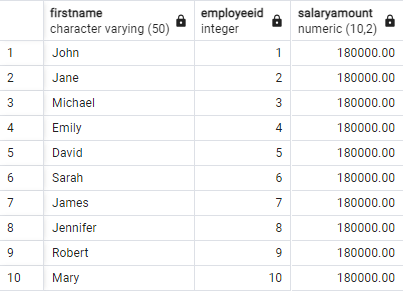 firstname employeeid salaryamount
character varying (50) integer numeric (10,2)
1 John 1 180000.00
2 Jane 2 180000.00
3 Michael 3 180000.00
4 Emily 4 180000.00
5 David 5 180000.00
6 Sarah 6 180000.00
7 James 7 180000.00
8 Jennifer 8 180000.00
9 Robert 9 180000.00
10 Mary 10 180000.00